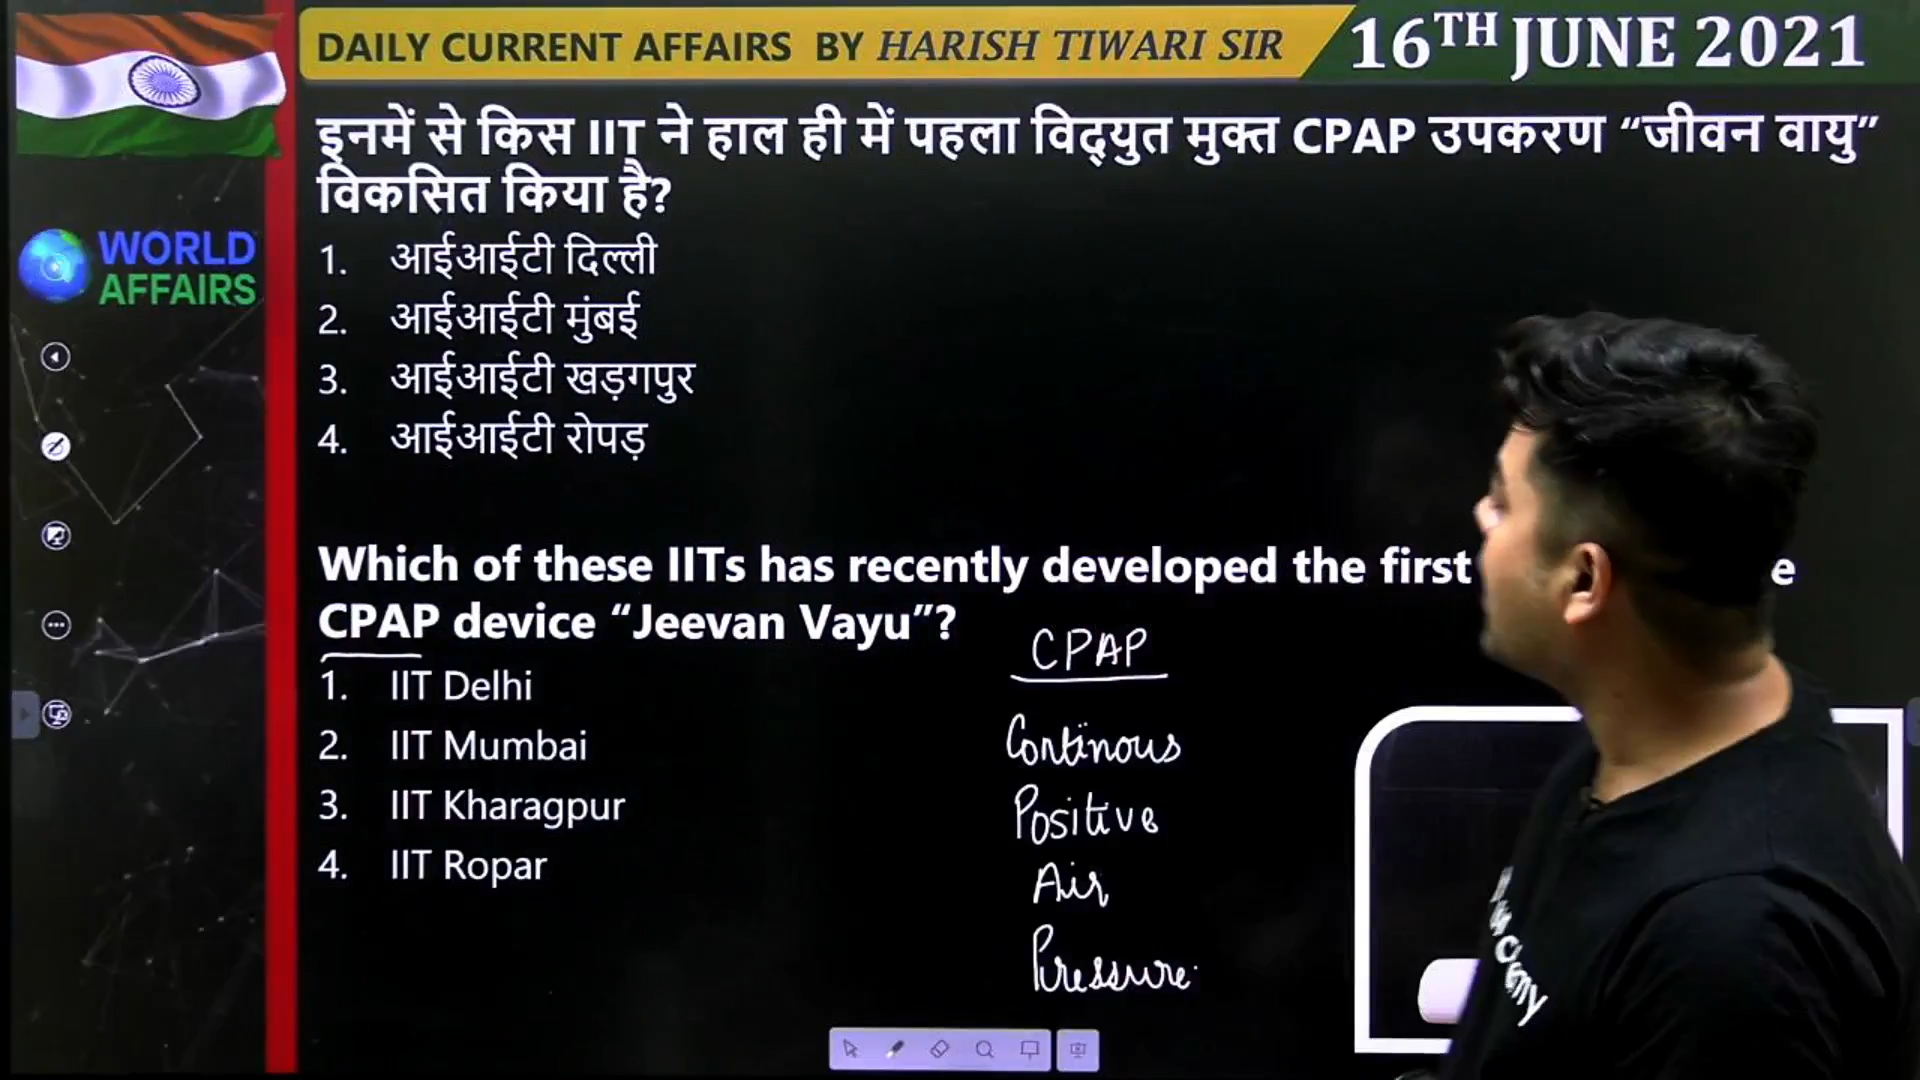 DAILY CURRENT AFFAIRS BY HARISH TIWARI SIR
16TH JUNE 2021
इनमें से किस IIT ने हाल ही में पहला विद्युत मुक्त CPAP उपकरण “जीवन वायु”
विकसित किया है?
WORLD
AFFAIRS
1. आईआईटी दिल्ली
2. आईआईटी मुंबई
3. आईआईटी खड़गपुर
4. आईआईटी रोपड़
Which of these IITs has recently developed the first e
CPAP device “Jeevan Vayu”?
1. IIT Delhi
2. IIT Mumbai
3. IIT Kharagpur
4. IIT Ropar
CPAP
Continous
Positive
Air
Pressure.